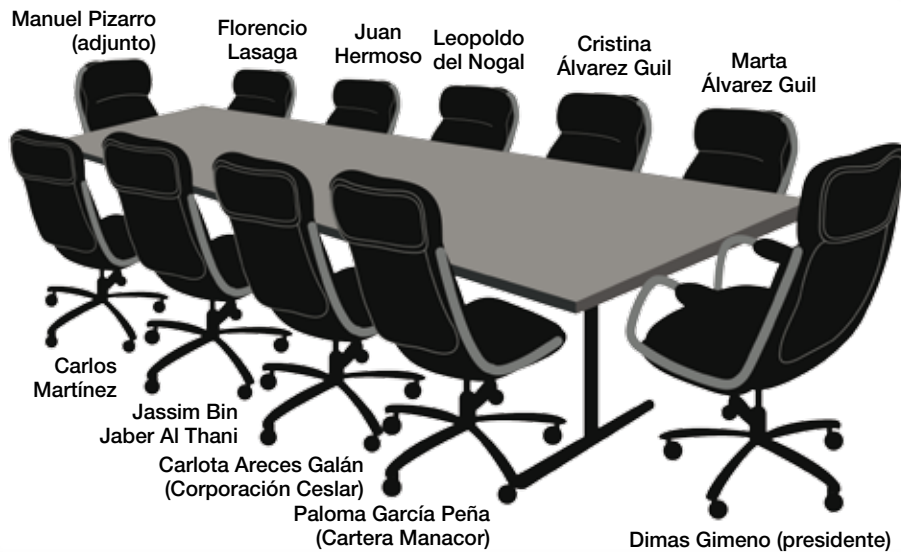 Manuel Pizarro
(adjunto)
Florencio
Lasaga
Juan
Hermoso
Leopoldo
del Nogal
Cristina
Álvarez Guil
Marta
Álvarez Guil
Carlos
Martínez
Jassim Bin
Jaber Al Thani
Carlota Areces Galán
(Corporación Ceslar)
Paloma García Peña
(Cartera Manacor)
Dimas Gimeno (presidente)